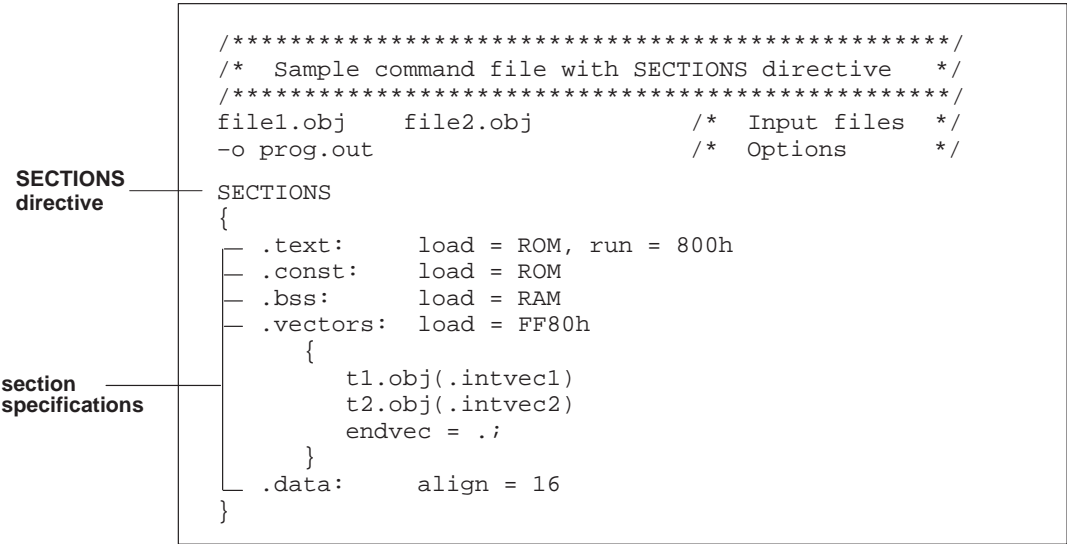 /**************************************************/
/*  Sample command file with SECTIONS directive   */
/**************************************************/
file1.obj    file2.obj           /*  Input files  */
–o prog.out                      /*  Options      */
SECTIONS
directive
SECTIONS
{
.text:     load = ROM, run = 800h
.const:    load = ROM
.bss:      load = RAM
.vectors:  load = FF80h
{
t1.obj(.intvec1)
t2.obj(.intvec2)
endvec = .;
}
section
specifications
.data:     align = 16
}